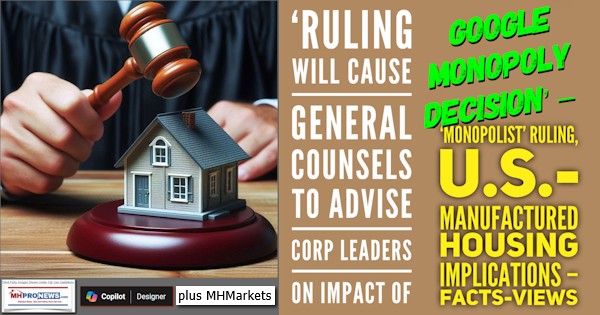 ‘RULING
WILL CAUSE
GENERAL
COUNSELS
TO ADVISE
CORP LEADERS
ON IMPACT OF
GOOGLE
MONOPOLY
DECISION’ –
‘MONOPOLIST’ RULING,
U.S.-
MANUFACTURED
HOUSING
IMPLICATIONS –
FACTS-VIEWS
MHPRONEWS.com
Copilot | Designer
plus MHMarkets